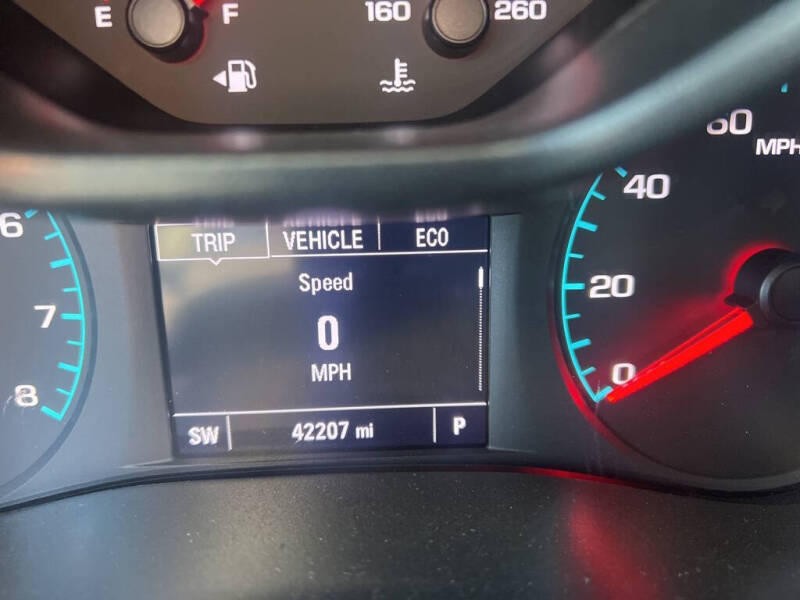 E F 160 260
60
MPH
6 40
TRIP VEHICLE ECO
Speed
7 0 20
MPH 0
8
SW 42207 mi P